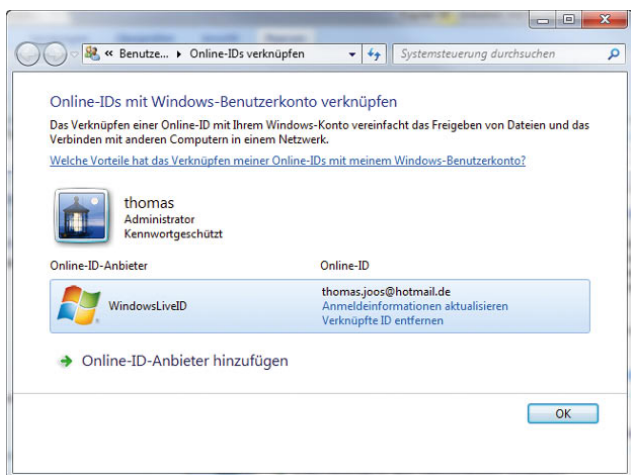 « Benutze... ▸ Online-IDs verknüpfen
Systemsteuerung durchsuchen
Online-IDs mit Windows-Benutzerkonto verknüpfen
Das Verknüpfen einer Online-ID mit Ihrem Windows-Konto vereinfacht das Freigeben von Dateien und das
Verbinden mit anderen Computern in einem Netzwerk.
Welche Vorteile hat das Verknüpfen meiner Online-IDs mit meinem Windows-Benutzerkonto?
thomas
Administrator
Kennwortgeschützt
Online-ID-Anbieter
Online-ID
WindowsLiveID
thomas.joos@hotmail.de
Anmeldeinformationen aktualisieren
Verknüpfte ID entfernen
Online-ID-Anbieter hinzufügen
OK